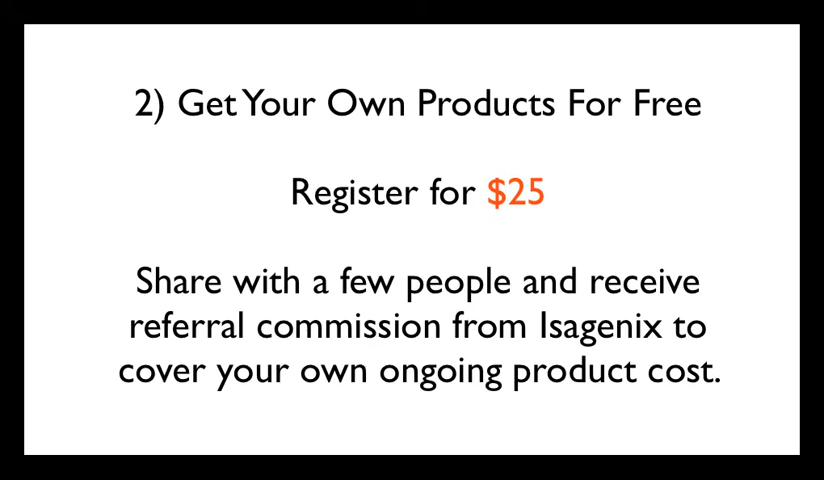 2) Get Your Own Products For Free
Register for $25
Share with a few people and receive
referral commission from Isagenix to
cover your own ongoing product cost.